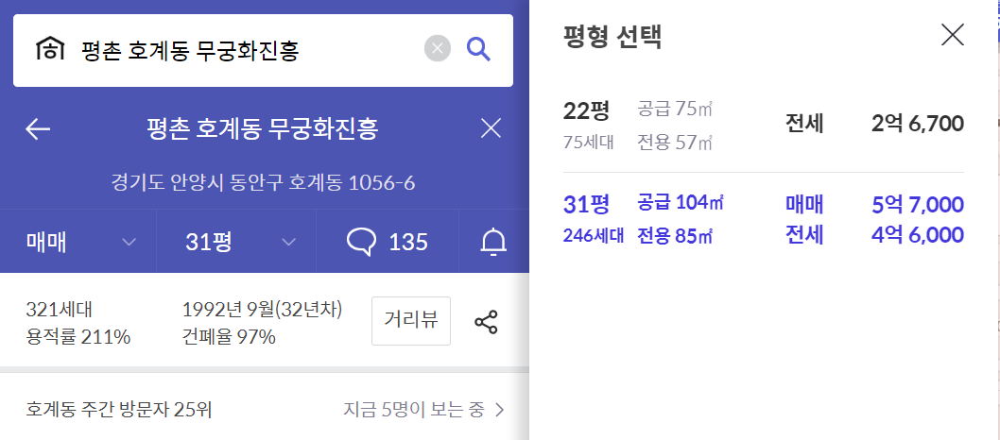 평촌 호계동 무궁화진흥
평촌 호계동 무궁화진흥
경기도 안양시 동안구 호계동 1056-6
매매 31평 135
321세대 1992년 9월(32년차) 거리뷰
용적률 211% 건폐율 97%
호계동 주간 방문자 25위 지금 5명이 보는 중
평형 선택
22평 공급 75㎡ 전세 2억 6,700
75세대 전용 57㎡
31평 공급 104㎡ 매매 5억 7,000
246세대 전용 85㎡ 전세 4억 6,000